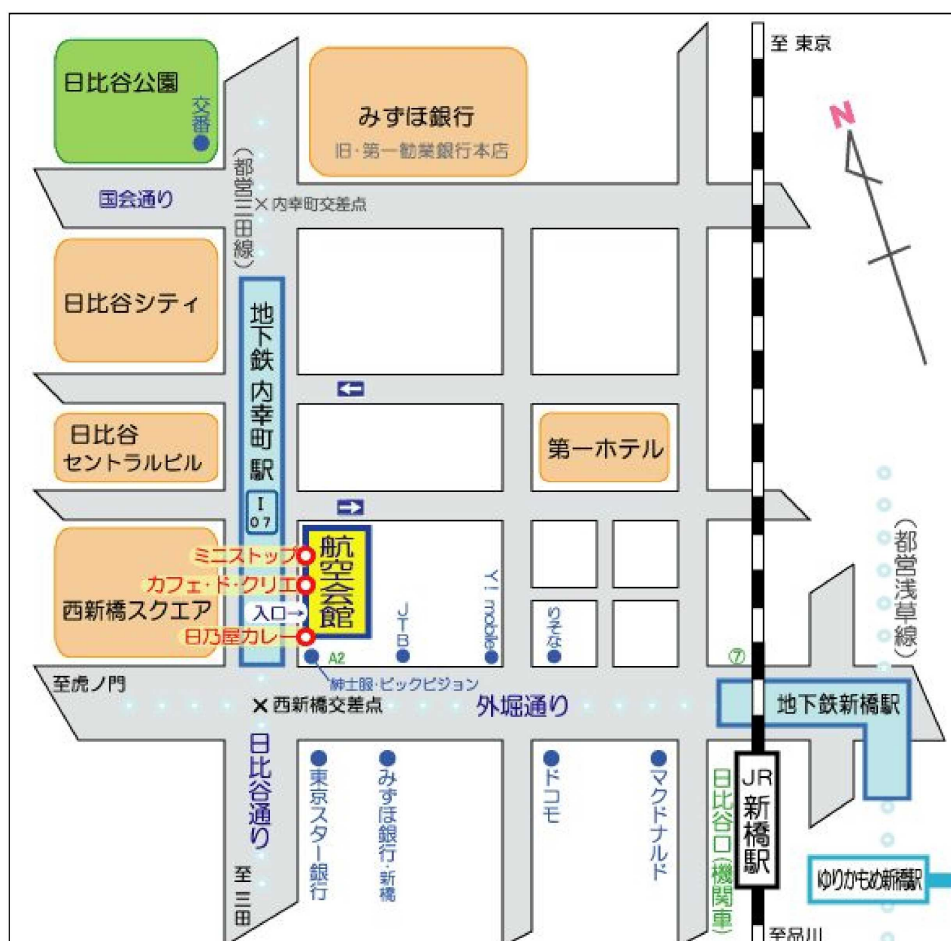 至 東京
日比谷公園
交番
みずほ銀行
旧・第一勧業銀行本店
N
(都営三田線)
国会通り
×内幸町交差点
日比谷シティ
地下鉄 内幸町駅
I
07
←
日比谷
セントラルビル
第一ホテル
→
ミニストップ
カフェ・ド・クリエ
入口→
日乃屋カレー
航空会館
西新橋スクエア
JTB
Y! mobile
りそな
(都営浅草線)
A2
紳士服・ビックビジョン
⑦
至虎ノ門
×西新橋交差点
外堀通り
地下鉄新橋駅
日比谷通り
東京スター銀行
みずほ銀行・新橋
ドコモ
マクドナルド
日比谷口(機関車)
JR
新橋駅
至 三田
ゆりかもめ新橋駅
至品川